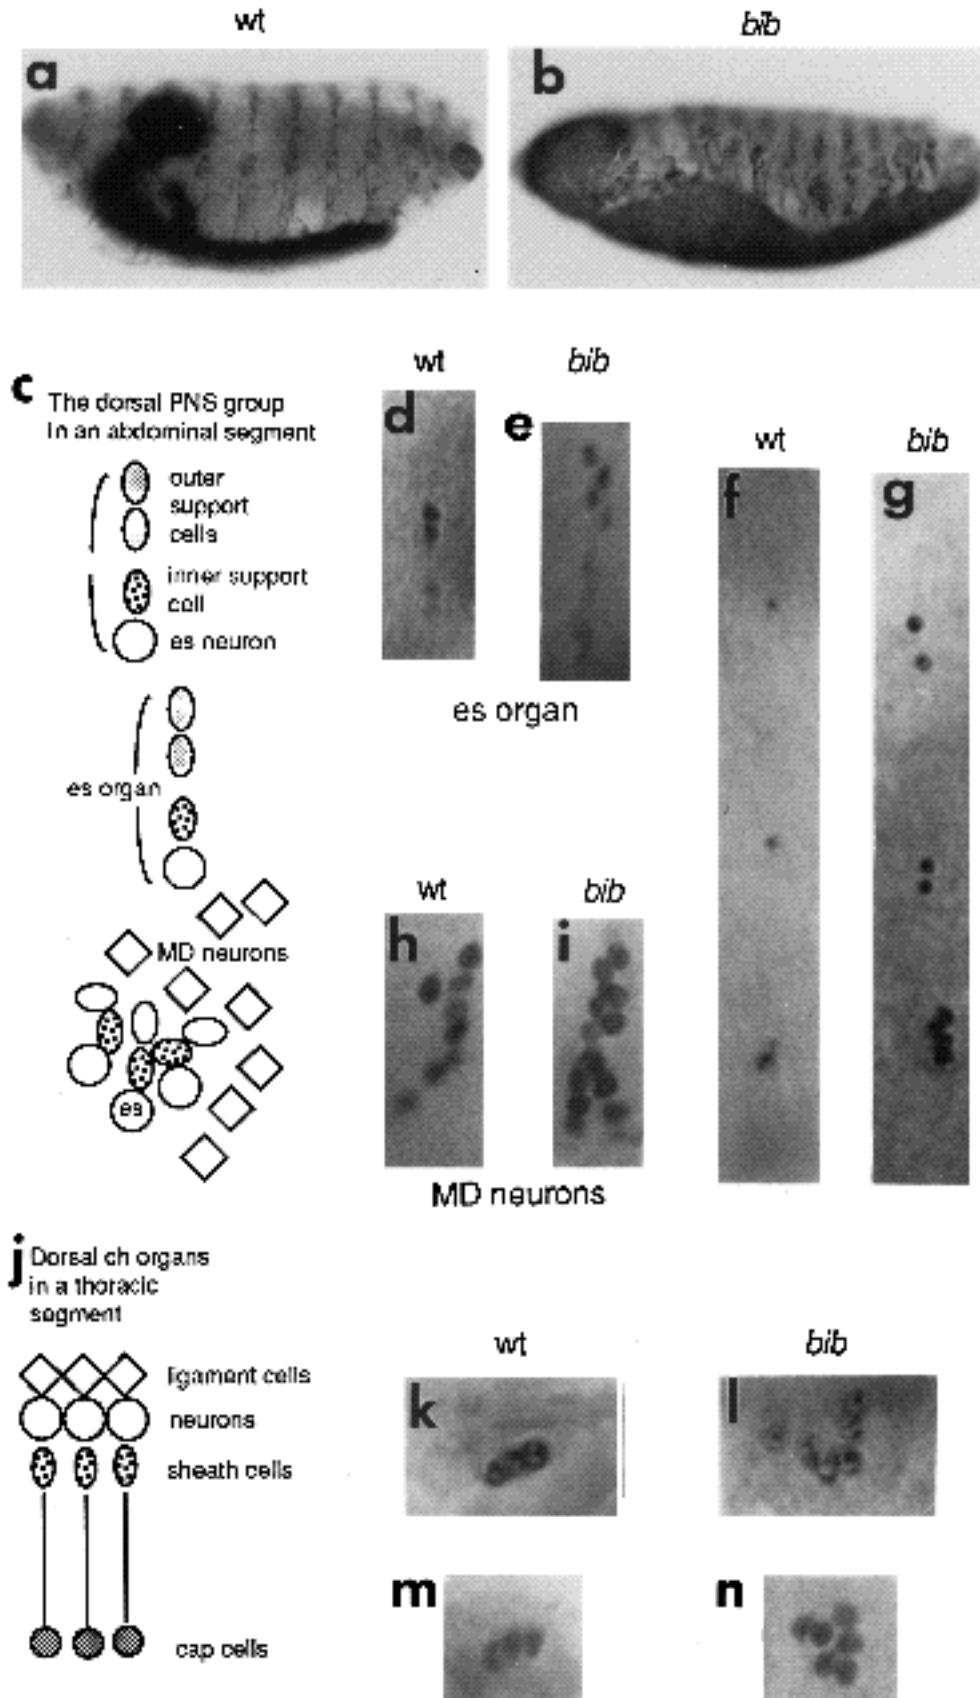 wt
bib
a
b
c
The dorsal PNS group
in an abdominal segment
outer
support
cells
inner support
cell
es neuron
es organ
MD neurons
es
wt
bib
d
e
es organ
wt
bib
f
g
wt
bib
h
i
MD neurons
j
Dorsal ch organs
in a thoracic
segment
ligament cells
neurons
sheath cells
cap cells
wt
bib
k
l
m
n